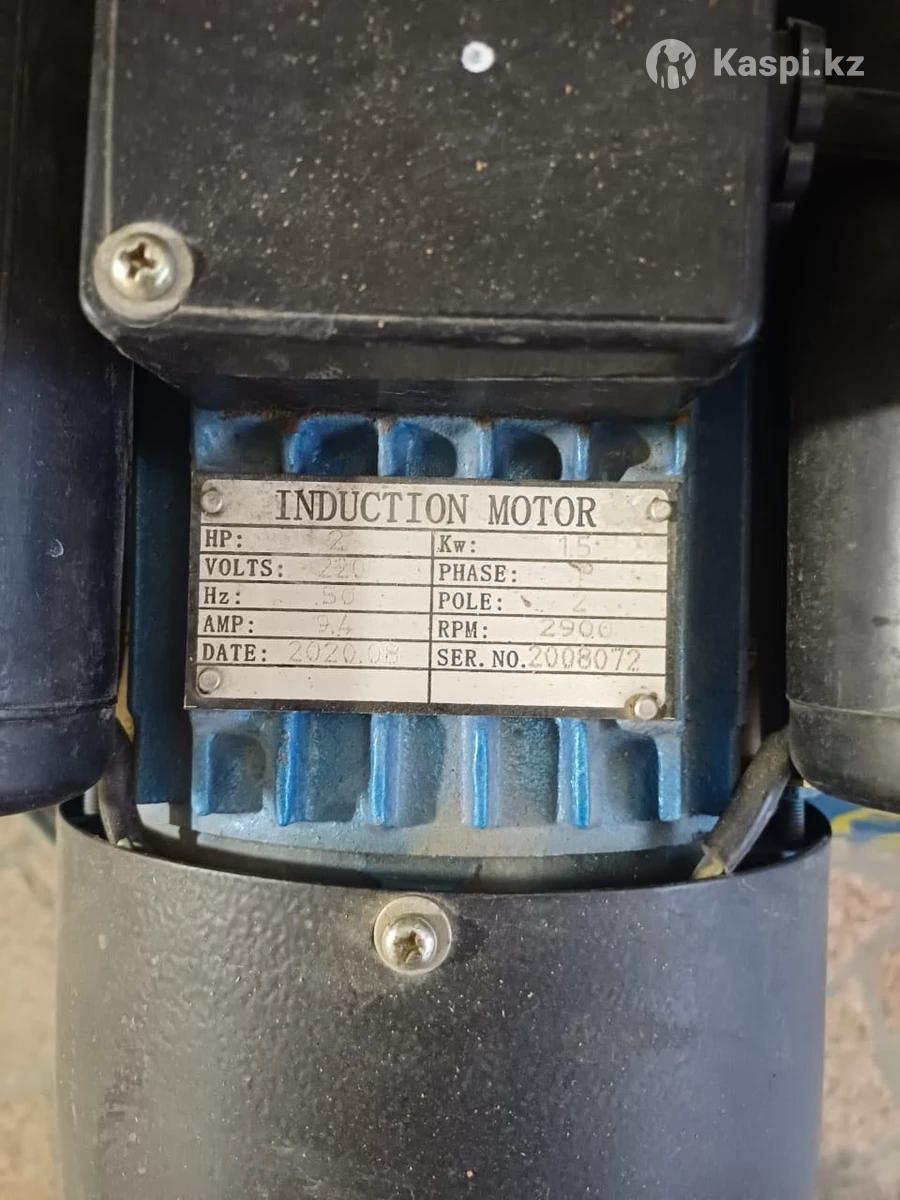 Kaspi.kz
INDUCTION MOTOR
HP: 2 Kw: 1.5
VOLTS: 220 PHASE: 1
Hz: 50 POLE: 2
AMP: 9.4 RPM: 2900
DATE: 2020.08 SER.NO.2008072